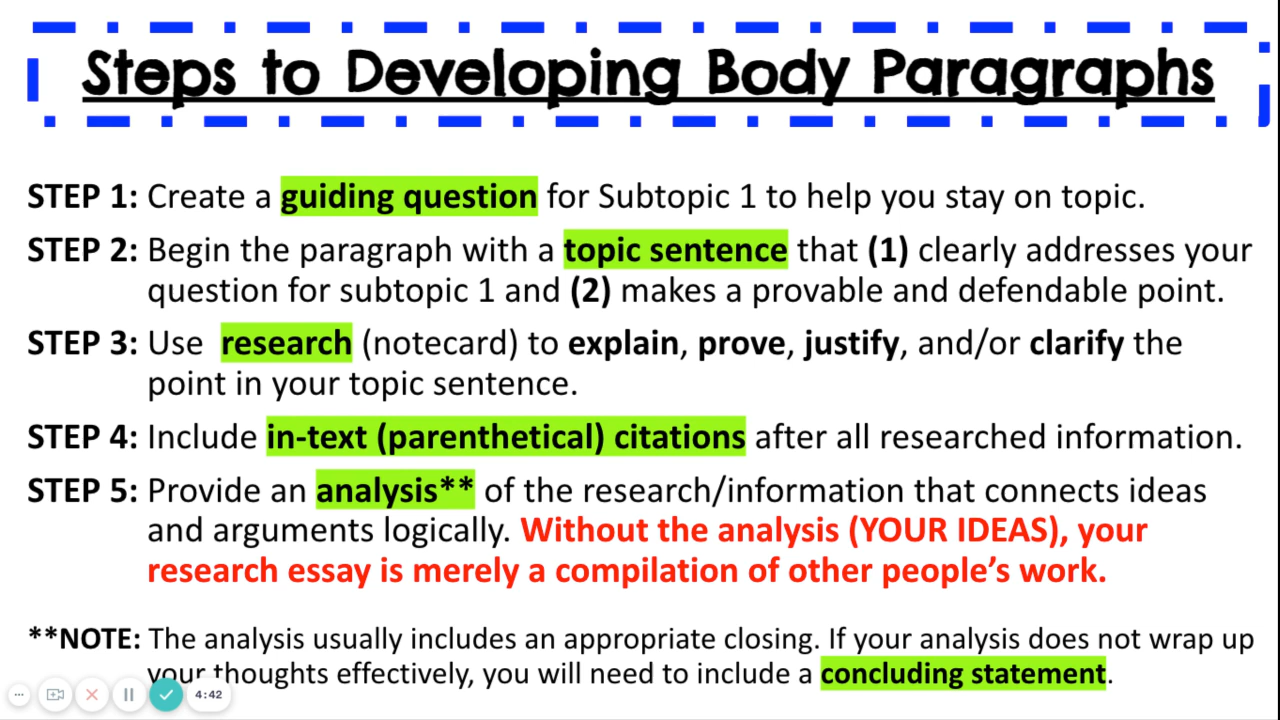 Steps to Developing Body Paragraphs
STEP 1: Create a guiding question for Subtopic 1 to help you stay on topic.
STEP 2: Begin the paragraph with a topic sentence that (1) clearly addresses your
question for subtopic 1 and (2) makes a provable and defendable point.
STEP 3: Use research (notecard) to explain, prove, justify, and/or clarify the
point in your topic sentence.
STEP 4: Include in-text (parenthetical) citations after all researched information.
STEP 5: Provide an analysis** of the research/information that connects ideas
and arguments logically. Without the analysis (YOUR IDEAS), your
research essay is merely a compilation of other people’s work.
**NOTE: The analysis usually includes an appropriate closing. If your analysis does not wrap up
your thoughts effectively, you will need to include a concluding statement.
4:42